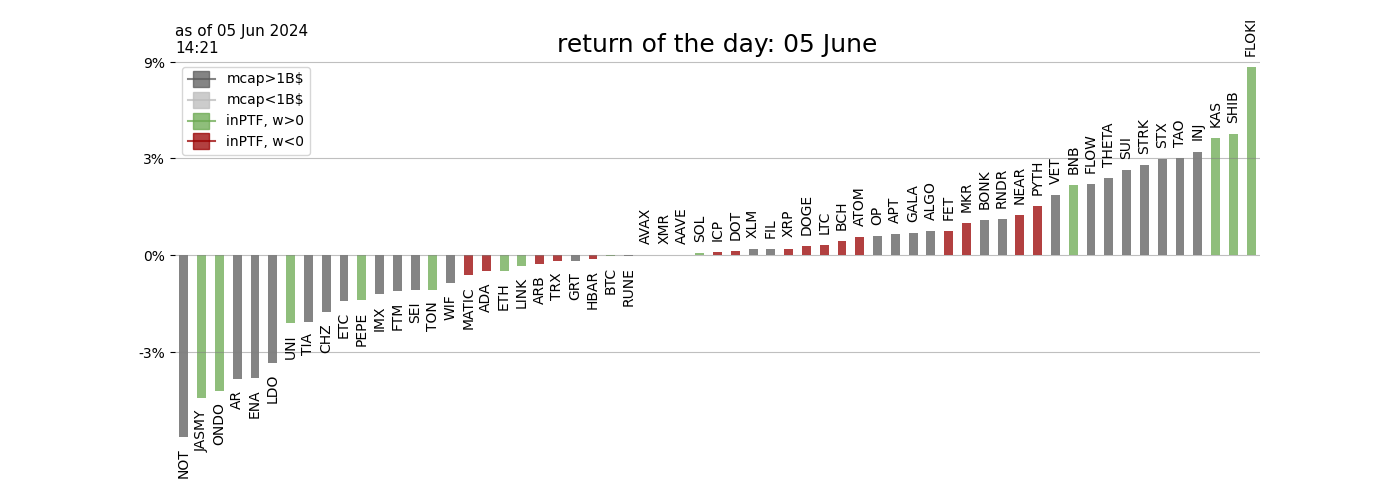 as of 05 Jun 2024
14:21
return of the day: 05 June
9%
3%
0%
-3%
mcap>1B$
mcap<1B$
inPTF, w>0
inPTF, w<0
NOT
JASMY
ONDO
AR
ENA
LDO
UNI
TIA
CHZ
ETC
PEPE
IMX
FTM
SEI
TON
WIF
MATIC
ADA
ETH
LINK
ARB
TRX
GRT
HBAR
BTC
RUNE
AVAX
XMR
AAVE
SOL
ICP
DOT
XLM
FIL
XRP
DOGE
LTC
BCH
ATOM
OP
APT
GALA
ALGO
FET
MKR
BONK
RNDR
NEAR
PYTH
VET
BNB
FLOW
THETA
SUI
STRK
STX
TAO
INJ
KAS
SHIB
FLOKI